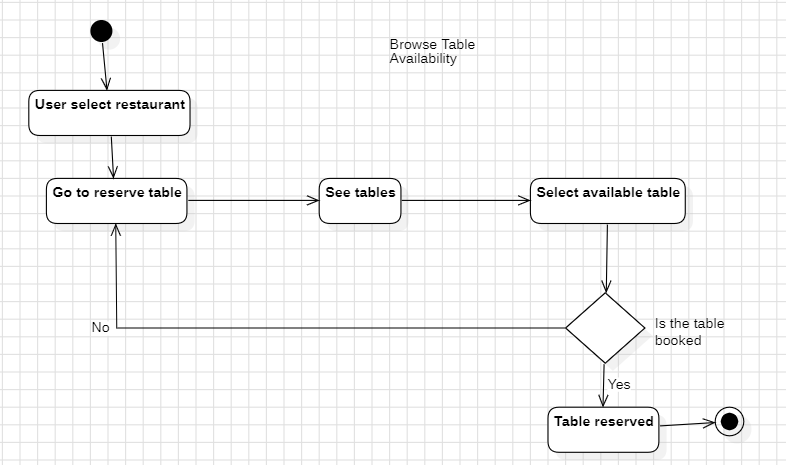 Browse Table
Availability
User select restaurant
Go to reserve table
See tables
Select available table
No
Is the table
booked
Yes
Table reserved